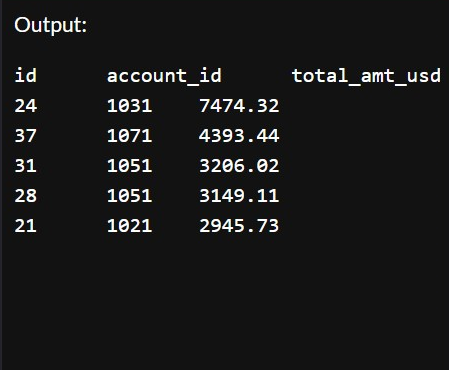 Output:
id account_id total_amt_usd
24 1031 7474.32
37 1071 4393.44
31 1051 3206.02
28 1051 3149.11
21 1021 2945.73